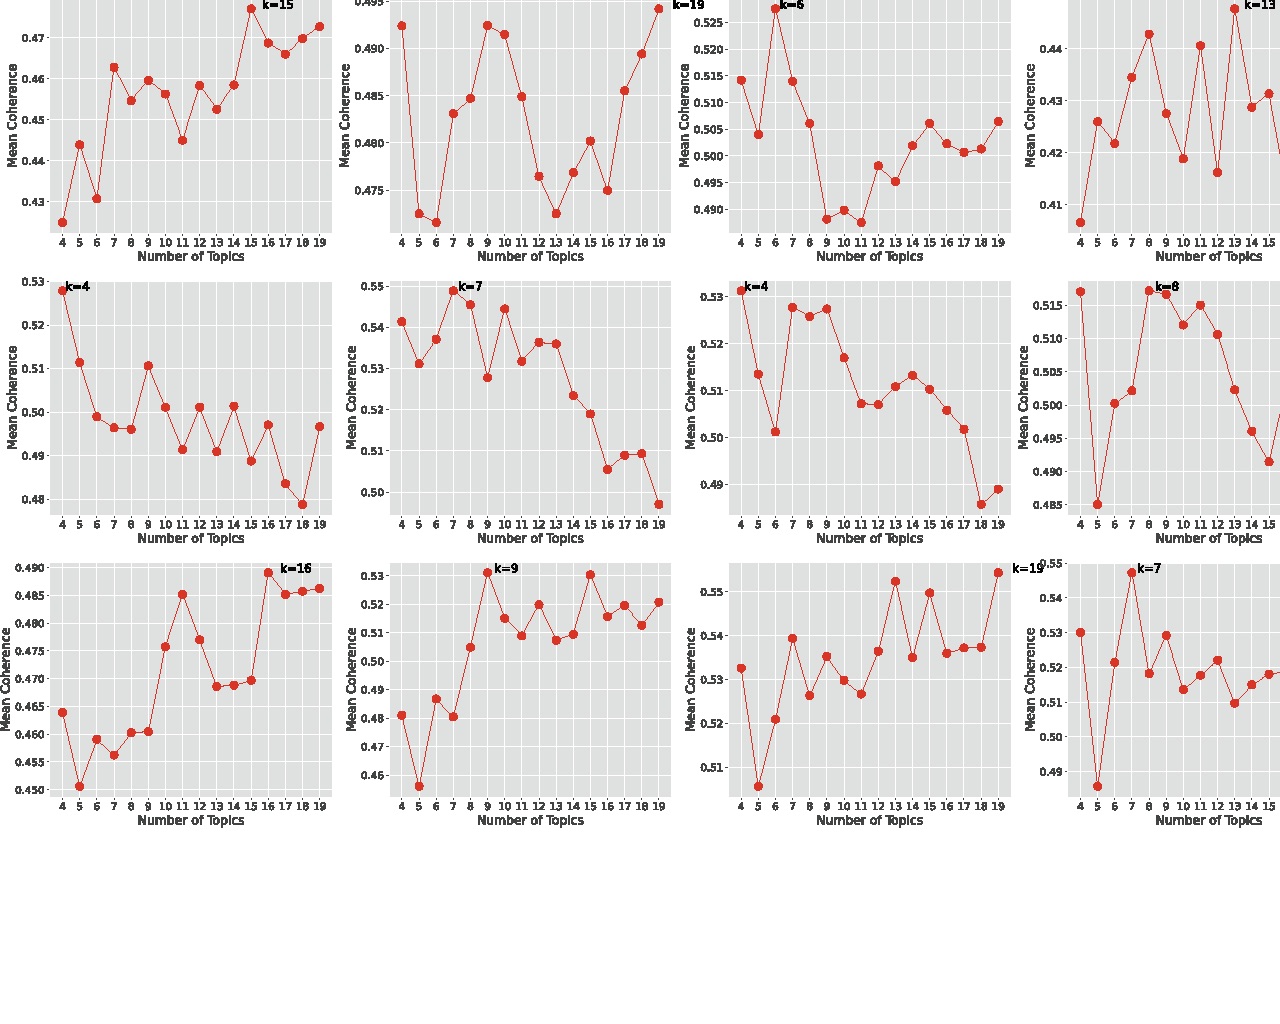 k=15
0.47
0.46
0.45
0.44
0.43
Mean Coherence
4 5 6 7 8 9 10 11 12 13 14 15 16 17 18 19
Number of Topics
k=19
0.495
0.490
0.485
0.480
0.475
Mean Coherence
4 5 6 7 8 9 10 11 12 13 14 15 16 17 18 19
Number of Topics
k=6
0.525
0.520
0.515
0.510
0.505
0.500
0.495
0.490
Mean Coherence
4 5 6 7 8 9 10 11 12 13 14 15 16 17 18 19
Number of Topics
k=13
0.44
0.43
0.42
0.41
Mean Coherence
4 5 6 7 8 9 10 11 12 13 14 15
Number of Topics
k=4
0.53
0.52
0.51
0.50
0.49
0.48
Mean Coherence
4 5 6 7 8 9 10 11 12 13 14 15 16 17 18 19
Number of Topics
k=7
0.55
0.54
0.53
0.52
0.51
0.50
Mean Coherence
4 5 6 7 8 9 10 11 12 13 14 15 16 17 18 19
Number of Topics
k=4
0.53
0.52
0.51
0.50
0.49
Mean Coherence
4 5 6 7 8 9 10 11 12 13 14 15 16 17 18 19
Number of Topics
k=8
0.515
0.510
0.505
0.500
0.495
0.490
0.485
Mean Coherence
4 5 6 7 8 9 10 11 12 13 14 15
Number of Topics
k=16
0.490
0.485
0.480
0.475
0.470
0.465
0.460
0.455
0.450
Mean Coherence
4 5 6 7 8 9 10 11 12 13 14 15 16 17 18 19
Number of Topics
k=9
0.53
0.52
0.51
0.50
0.49
0.48
0.47
0.46
Mean Coherence
4 5 6 7 8 9 10 11 12 13 14 15 16 17 18 19
Number of Topics
k=19
0.55
0.54
0.53
0.52
0.51
Mean Coherence
4 5 6 7 8 9 10 11 12 13 14 15 16 17 18 19
Number of Topics
k=7
0.55
0.54
0.53
0.52
0.51
0.50
0.49
Mean Coherence
4 5 6 7 8 9 10 11 12 13 14 15
Number of Topics